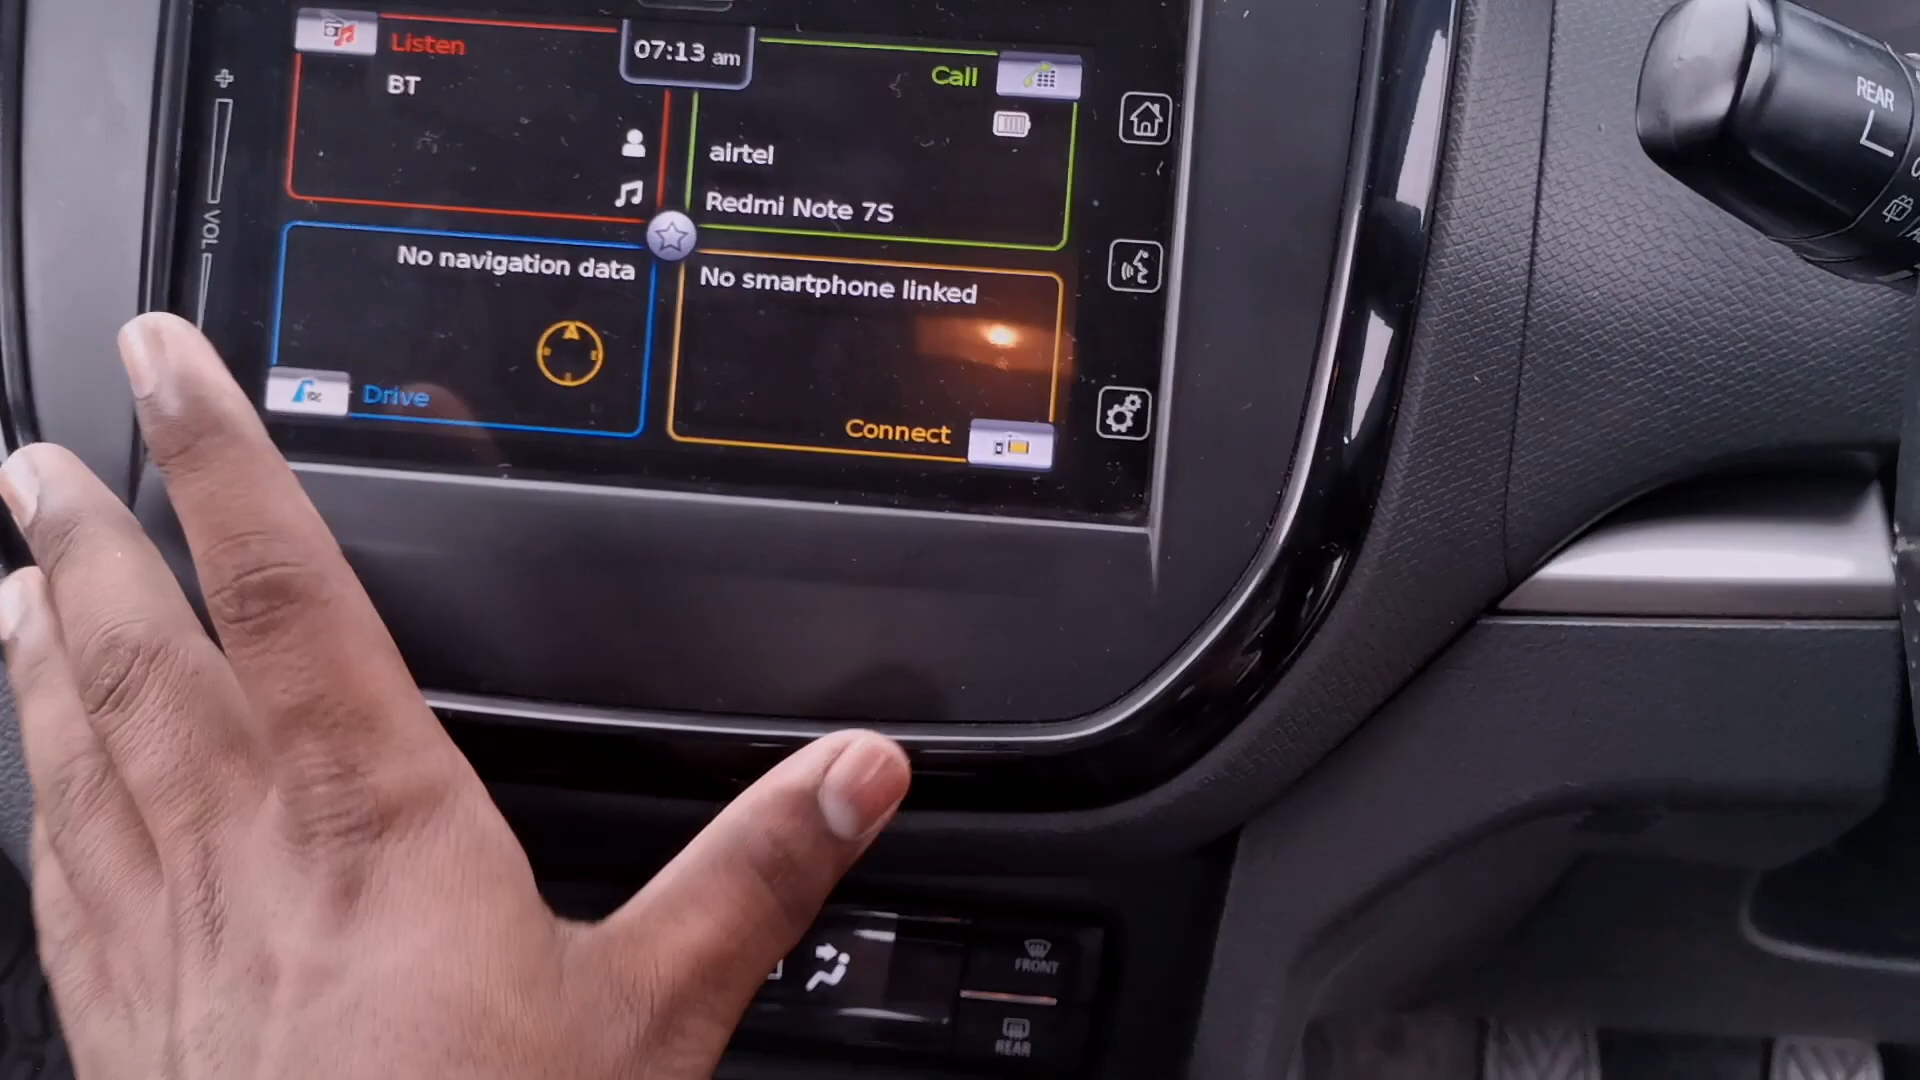 Listen
BT
07:13 am
Call
airtel
Redmi Note 7S
VOL
No navigation data
No smartphone linked
Drive
Connect
REAR
FRONT
REAR